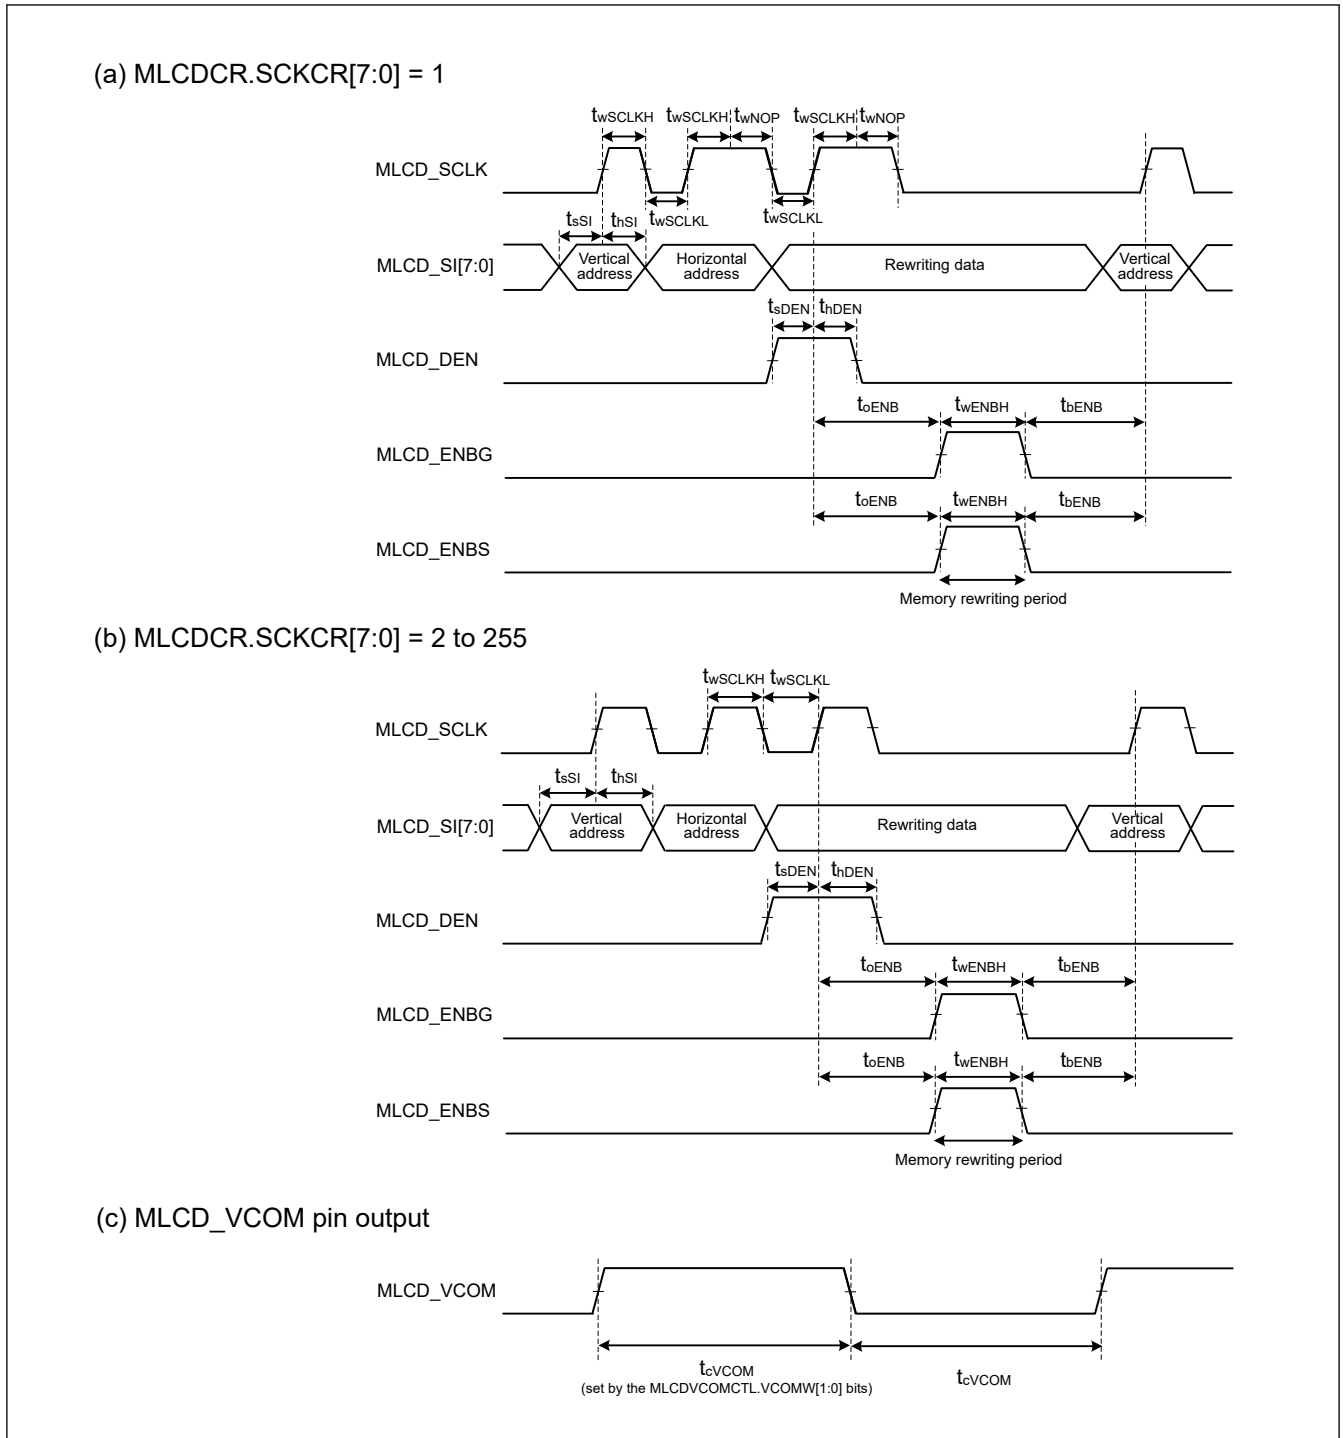 (a) MLCDCR.SCKCR[7:0] = 1
twSCLKH twSCLKH twNOP twSCLKH twNOP
MLCD_SCLK
twSCLKL twSCLKL
tsSI thSI
MLCD_SI[7:0]
Vertical address
Horizontal address
Rewriting data
Vertical address
tsDEN thDEN
MLCD_DEN
toENB twENBH tbENB
MLCD_ENBG
toENB twENBH tbENB
MLCD_ENBS
Memory rewriting period
(b) MLCDCR.SCKCR[7:0] = 2 to 255
twSCLKH twSCLKL
MLCD_SCLK
tsSI thSI
MLCD_SI[7:0]
Vertical address
Horizontal address
Rewriting data
Vertical address
tsDEN thDEN
MLCD_DEN
toENB twENBH tbENB
MLCD_ENBG
toENB twENBH tbENB
MLCD_ENBS
Memory rewriting period
(c) MLCD_VCOM pin output
MLCD_VCOM
tcVCOM tcVCOM
(set by the MLCDVCOMCTL.VCOMW[1:0] bits)